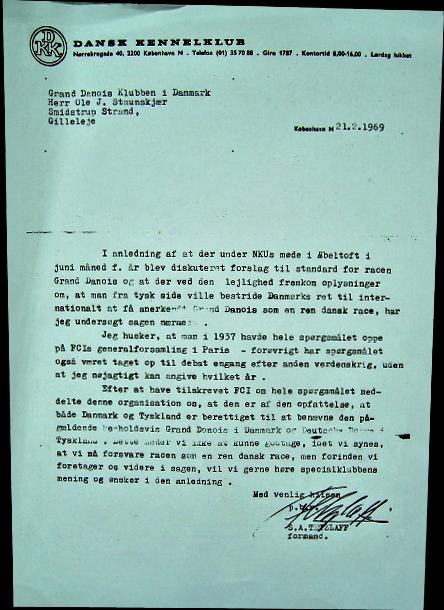 DKK
DANSK KENNELKLUB
Nørrebrogade 40, 2200 København N . Telefon (01) 35 70 88 . Giro 1787 . Kontortid 8,00-16,00 . Lørdag lukket
Grand Danois Klubben i Danmark
Herr Ole J. Staunskjær
Smidstrup Strand,
Gilleleje
København N 21.2.1969
I anledning af at der under NKUs møde i Æbeltoft i
juni måned f. år blev diskuteret forslag til standard for racen
Grand Danois og at der ved den lejlighed fremkom oplysninger
om, at man fra tysk side ville bestride Danmarks ret til inter-
nationalt at få anerkendt Grand Danois som en ren dansk race, har
jeg undersøgt sagen nærmere.
Jeg husker, at man i 1937 havde hele spørgsmålet oppe
på FCIs generalforsamling i Paris - forøvrigt har spørgsmålet
også været taget op til debat engang efter anden verdenskrig, uden
at jeg nøjagtigt kan angive hvilket år .
Efter at have tilskrevet FCI om hele spørgsmålet med-
delte denne organisation os, at den er af den opfattelse, at
både Danmark og Tyskland er berettiget til at benævne den på-
gældende henholdsvis Grand Danois i Danmark og Deutsche i
Tyskland . Dette mener vi ikke at kunne godtage, idet vi synes,
at vi må forsvare racen som en ren dansk race, men forinden vi
foretager os videre i sagen, vil vi gerne høre specialklubbens
mening og ønsker i den anledning .
Med venlig hilsen
S.A. TETZLAFF
formand.